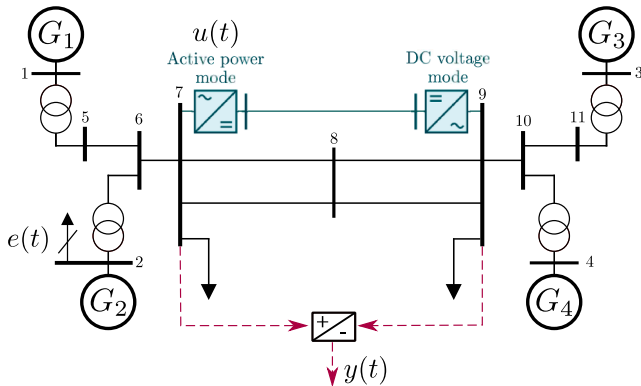 G1
u(t)
G3
Active power
mode
DC voltage
mode
1
7
9
3
5
6
8
10
11
e(t)
2
4
G2
G4
+
-
y(t)